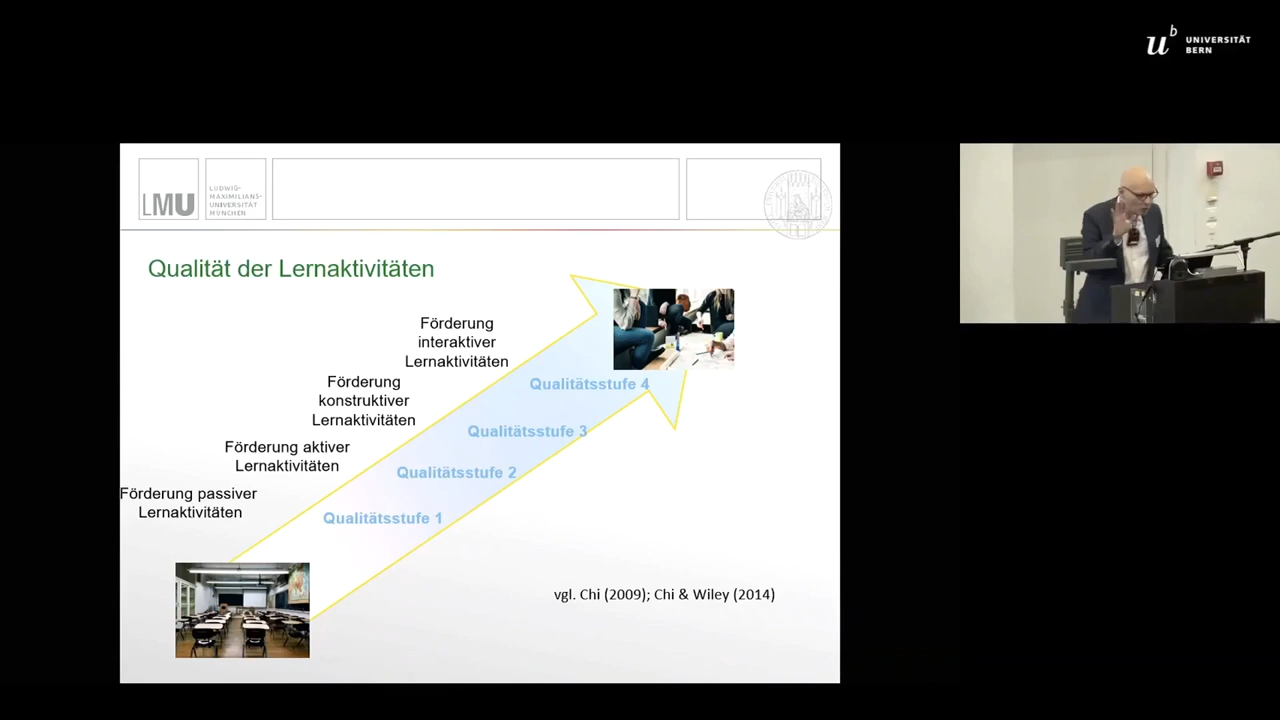 u
b
UNIVERSITÄT
BERN
LMU
LUDWIG-
MAXIMILIANS-
UNIVERSITÄT
MÜNCHEN
Qualität der Lernaktivitäten
Förderung
interaktiver
Lernaktivitäten
Förderung
konstruktiver
Lernaktivitäten
Förderung aktiver
Lernaktivitäten
Förderung passiver
Lernaktivitäten
Qualitätsstufe 4
Qualitätsstufe 3
Qualitätsstufe 2
Qualitätsstufe 1
vgl. Chi (2009); Chi & Wiley (2014)